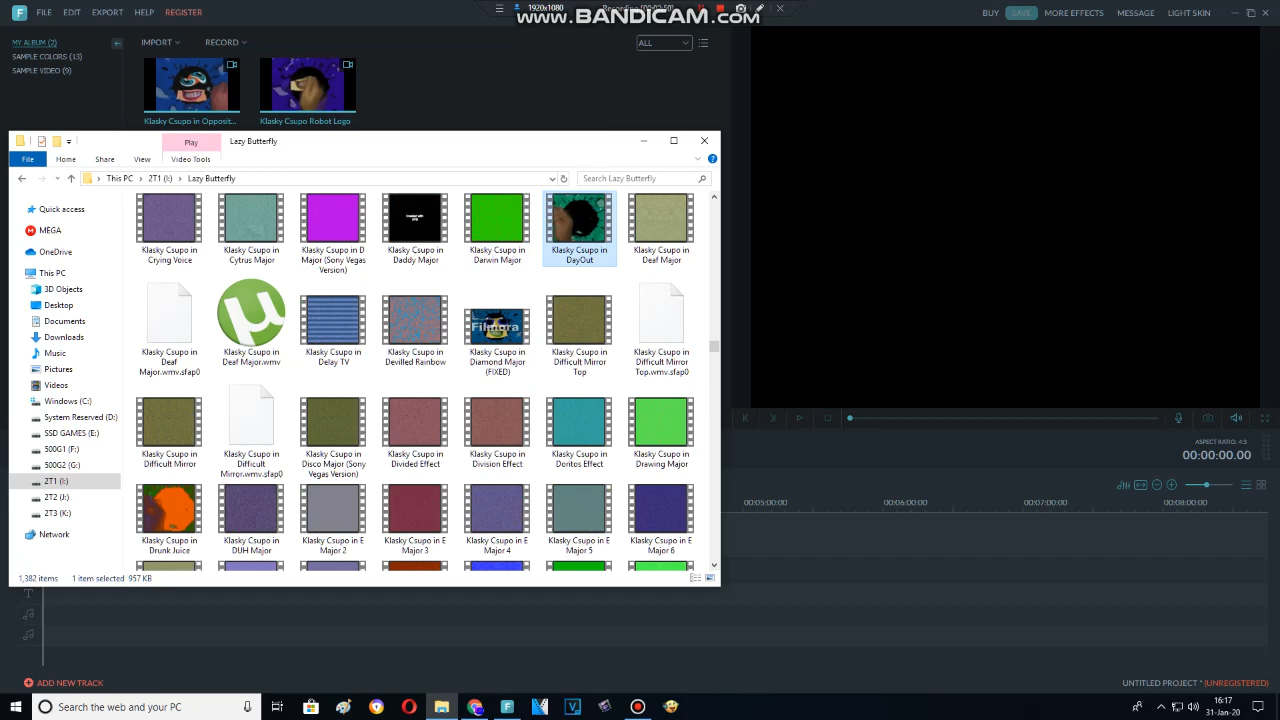 FILE EDIT EXPORT HELP REGISTER
1920x1080
www.BANDICAM.com
BUY SAVE MORE EFFECTS MESSAGE LIGHT SKIN
MY ALBUM (2)
SAMPLE COLORS (13)
SAMPLE VIDEO (9)
IMPORT RECORD
ALL
Klasky Csupo in Opposit...
Klasky Csupo Robot Logo
Play
Lazy Butterfly
File Home Share View Video Tools
This PC > 2T1 (I:) > Lazy Butterfly
Search Lazy Butterfly
Quick access
MEGA
OneDrive
This PC
3D Objects
Desktop
Documents
Downloads
Music
Pictures
Videos
Windows (C:)
System Reserved (D:)
SSD GAMES (E:)
500G1 (F:)
500G2 (G:)
2T1 (I:)
2T2 (J:)
2T3 (K:)
Network
Klasky Csupo in Crying Voice
Klasky Csupo in Cytrus Major
Klasky Csupo in D Major (Sony Vegas Version)
Klasky Csupo in Daddy Major
Klasky Csupo in Darwin Major
Klasky Csupo in DayOut
Klasky Csupo in Deaf Major
Filmora
Klasky Csupo in Deaf Major.wmv.sfap0
Klasky Csupo in Deaf Major.wmv
Klasky Csupo in Delay TV
Klasky Csupo in Devilled Rainbow
Klasky Csupo in Diamond Major (FIXED)
Klasky Csupo in Difficult Mirror Top
Klasky Csupo in Difficult Mirror Top.wmv.sfap0
Klasky Csupo in Difficult Mirror
Klasky Csupo in Difficult Mirror.wmv.sfap0
Klasky Csupo in Disco Major (Sony Vegas Version)
Klasky Csupo in Divided Effect
Klasky Csupo in Division Effect
Klasky Csupo in Doritos Effect
Klasky Csupo in Drawing Major
Klasky Csupo in Drunk Juice
Klasky Csupo in DUH Major
Klasky Csupo in E Major 2
Klasky Csupo in E Major 3
Klasky Csupo in E Major 4
Klasky Csupo in E Major 5
Klasky Csupo in E Major 6
1,382 items 1 item selected 957 KB
ASPECT RATIO: 4:3
00:00:00.00
00:05:00:00 00:06:00:00 00:07:00:00 00:08:00:00
ADD NEW TRACK
UNTITLED PROJECT * (UNREGISTERED)
Search the web and your PC
16:17
31-Jan-20